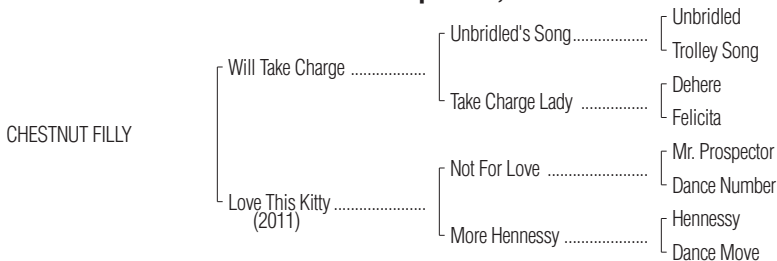 Unbridled
Unbridled's Song...................
Trolley Song
Will Take Charge ..................
Dehere
Take Charge Lady ................
Felicita
CHESTNUT FILLY
Mr. Prospector
Not For Love .......................
Dance Number
Love This Kitty ......................
(2011)
Hennessy
More Hennessy ....................
Dance Move